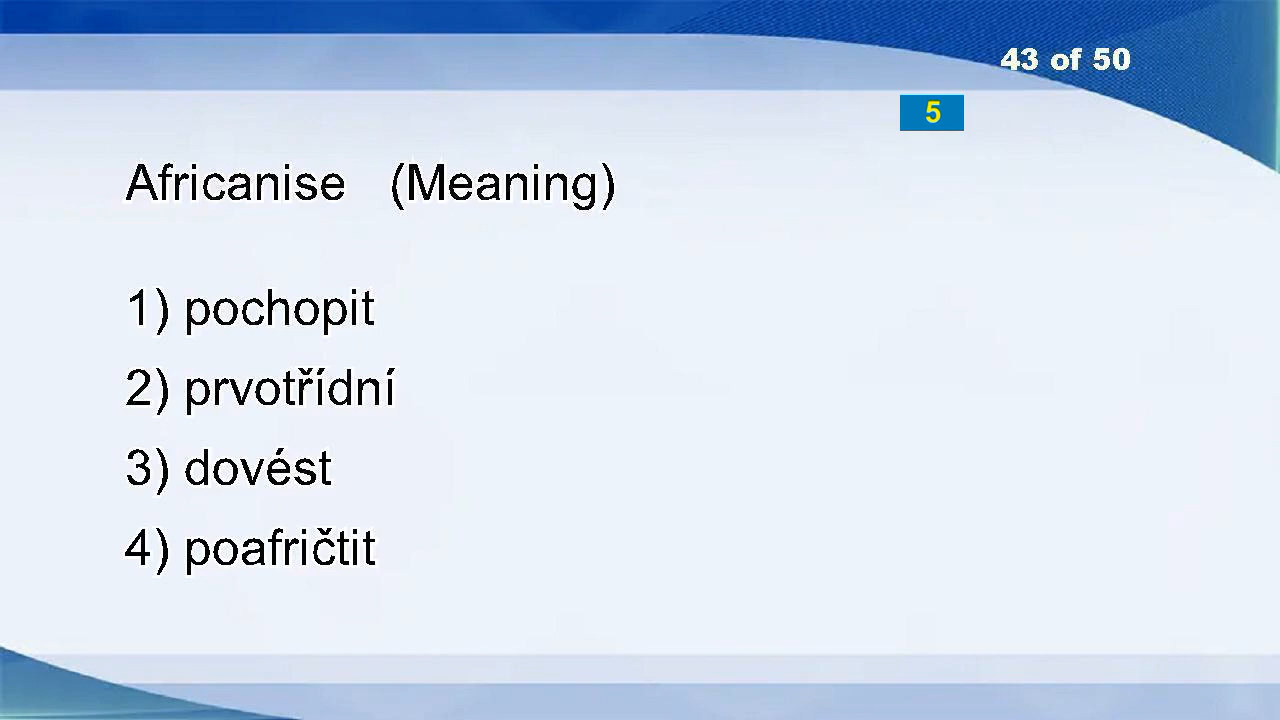 43 of 50
5
Africanise (Meaning)
1) pochopit
2) prvotřídní
3) dovést
4) poafričtit